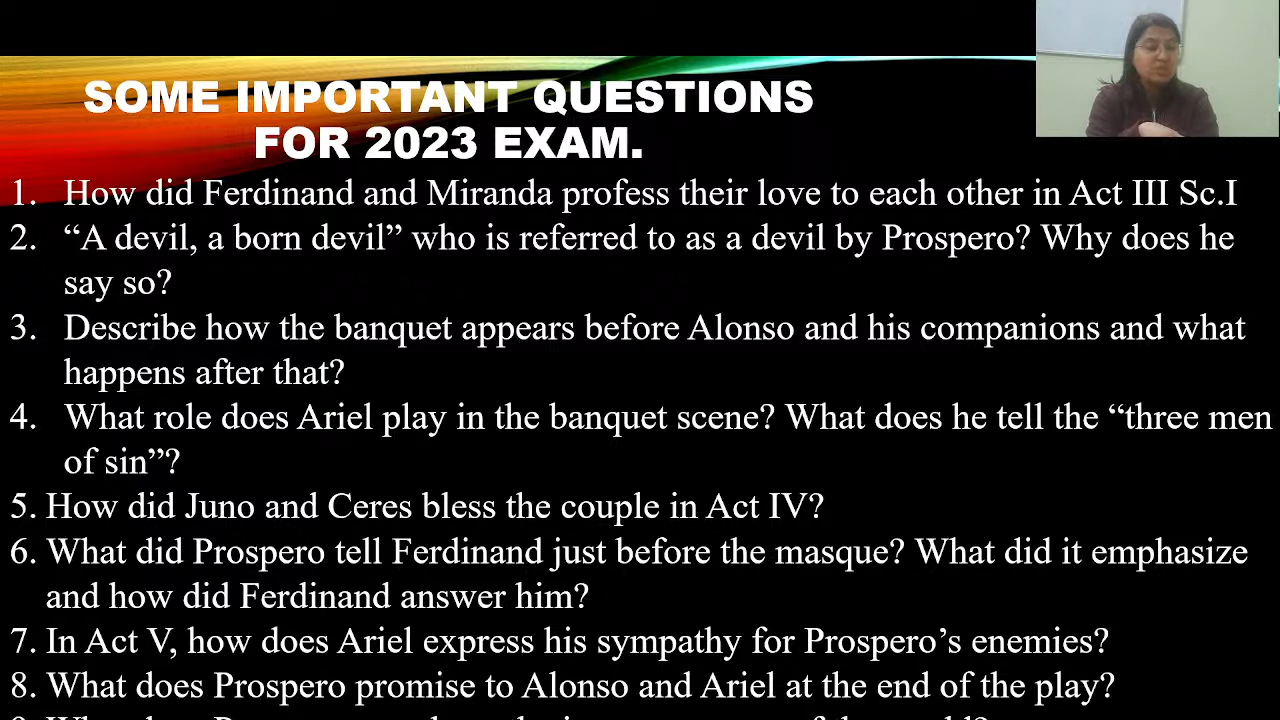 SOME IMPORTANT QUESTIONS
FOR 2023 EXAM.
1. How did Ferdinand and Miranda profess their love to each other in Act III Sc.I
2. “A devil, a born devil” who is referred to as a devil by Prospero? Why does he
say so?
3. Describe how the banquet appears before Alonso and his companions and what
happens after that?
4. What role does Ariel play in the banquet scene? What does he tell the “three men
of sin”?
5. How did Juno and Ceres bless the couple in Act IV?
6. What did Prospero tell Ferdinand just before the masque? What did it emphasize
and how did Ferdinand answer him?
7. In Act V, how does Ariel express his sympathy for Prospero’s enemies?
8. What does Prospero promise to Alonso and Ariel at the end of the play?